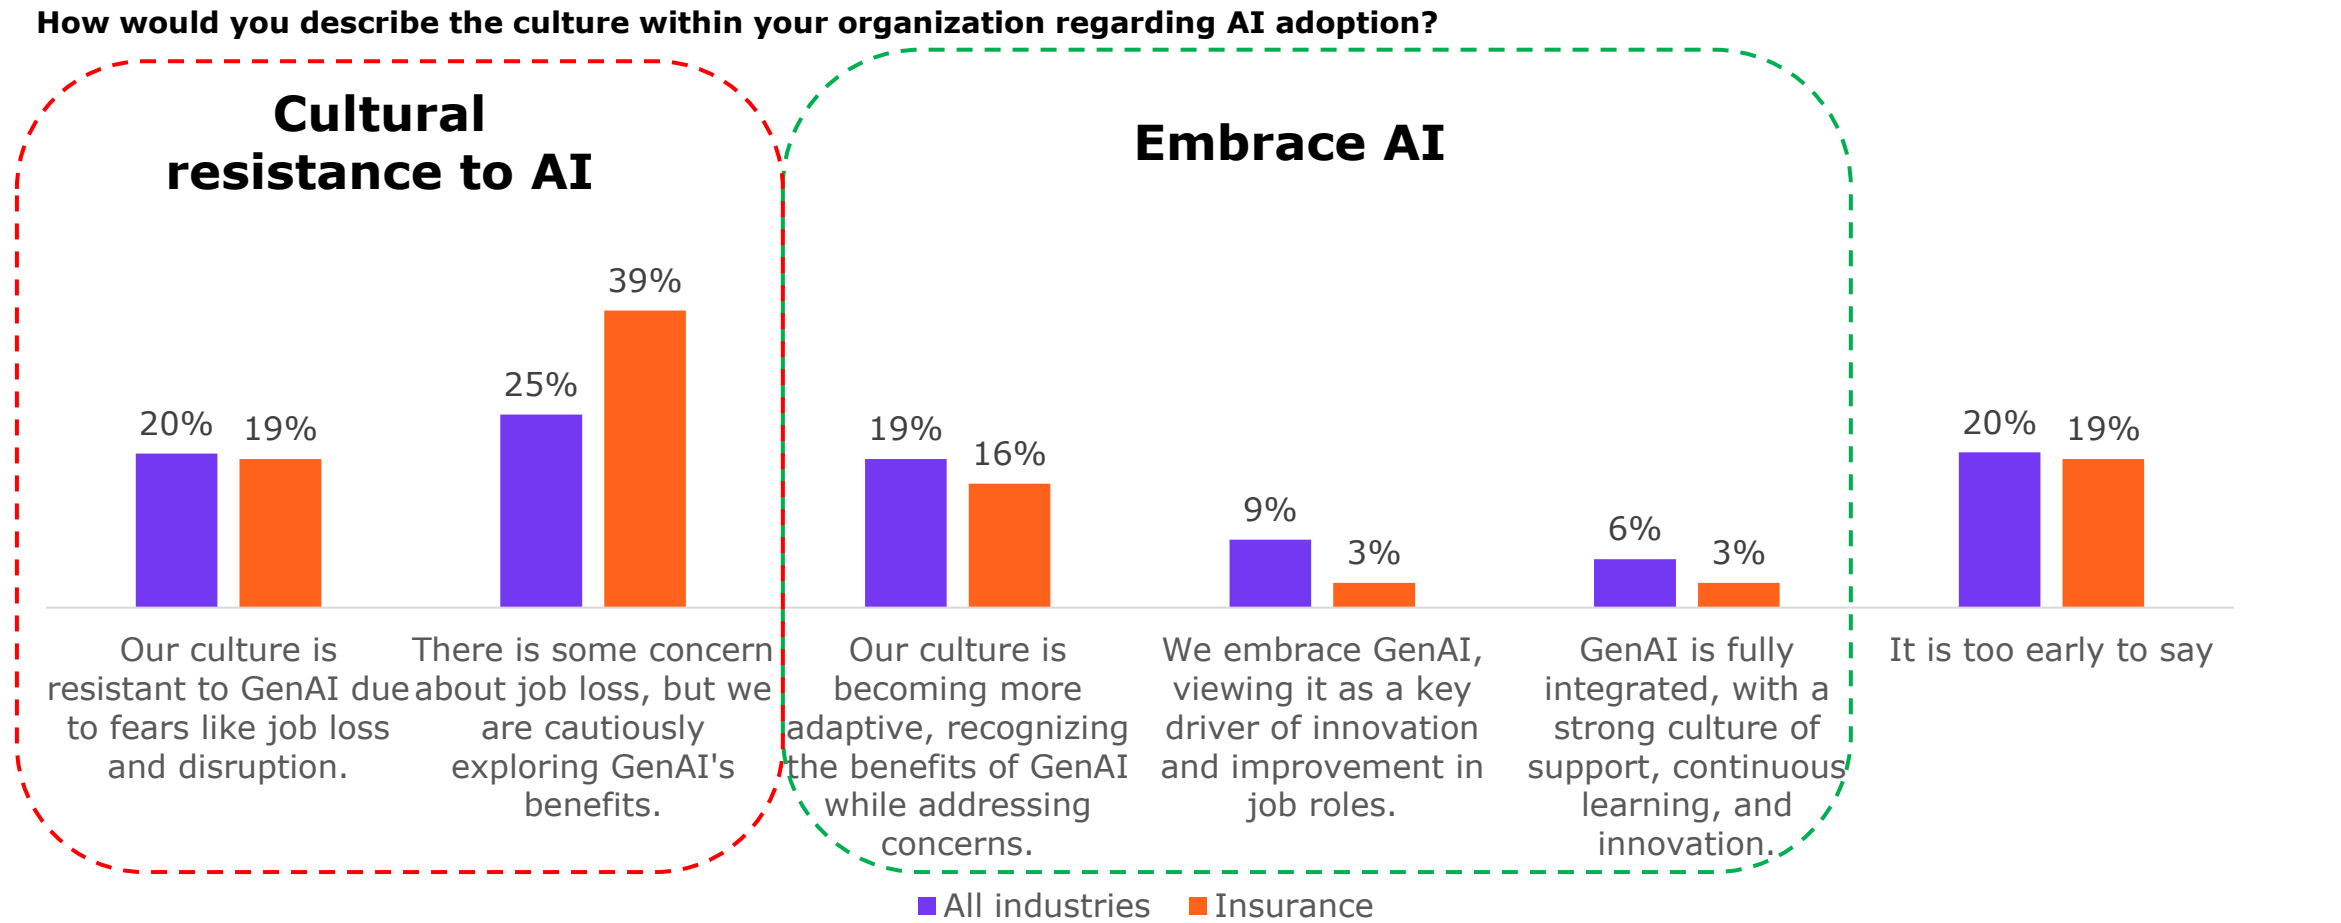 How would you describe the culture within your organization regarding AI adoption?
Cultural
resistance to AI
Embrace AI
20%
19%
25%
39%
19%
16%
9%
3%
6%
3%
20%
19%
Our culture is
resistant to GenAI due
to fears like job loss
and disruption.
There is some concern
about job loss, but we
are cautiously
exploring GenAI's
benefits.
Our culture is
becoming more
adaptive, recognizing
the benefits of GenAI
while addressing
concerns.
We embrace GenAI,
viewing it as a key
driver of innovation
and improvement in
job roles.
GenAI is fully
integrated, with a
strong culture of
support, continuous
learning, and
innovation.
It is too early to say
All industries
Insurance